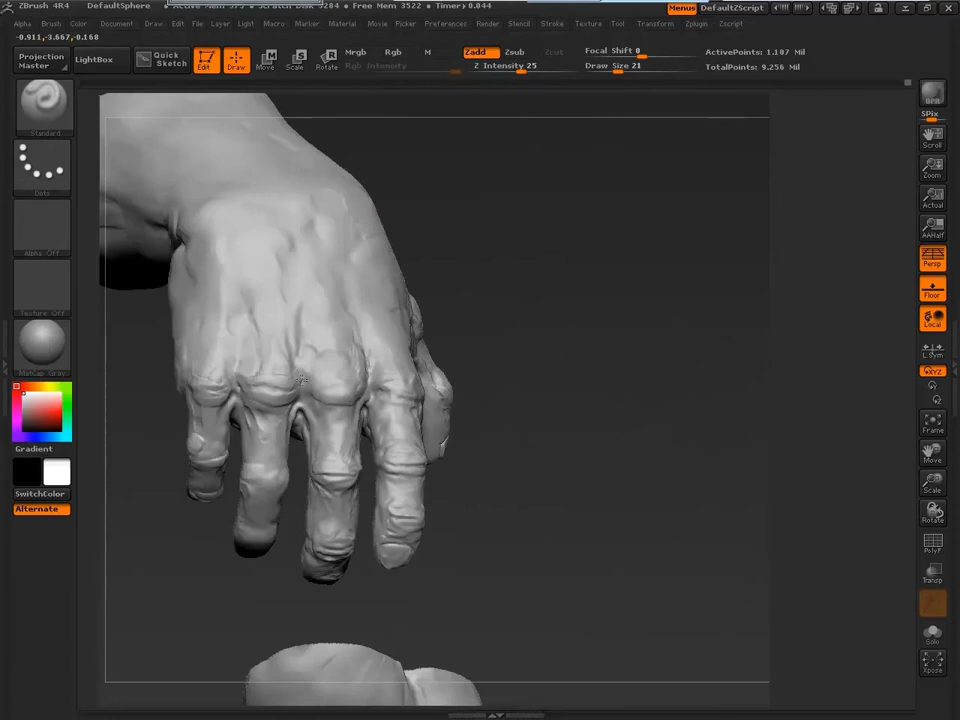 ZBrush 4R4 DefaultSphere Free Mem 3522 • Timer▸0.044 Menus DefaultZScript
Alpha Brush Color Document Draw Edit File Layer Light Macro Marker Material Movie Picker Preferences Render Stencil Stroke Texture Tool Transform Zplugin Zscript
-0.911,-3.667,-0.168
Projection Master
LightBox
Quick Sketch
Edit
Draw
Move
Scale
Rotate
Mrgb Rgb M
Rgb Intensity
Zadd Zsub Zcut
Z Intensity 25
Focal Shift 0
Draw Size 21
ActivePoints: 1.107 Mil
TotalPoints: 9.256 Mil
Standard
Dots
Alpha Off
Texture Off
MatCap Gray
Gradient
SwitchColor
Alternate
BPR
SPix
Scroll
Zoom
Actual
AAHalf
Persp
Floor
Local
L.Sym
XYZ
Frame
Move
Scale
Rotate
PolyF
Transp
Solo
Xpose